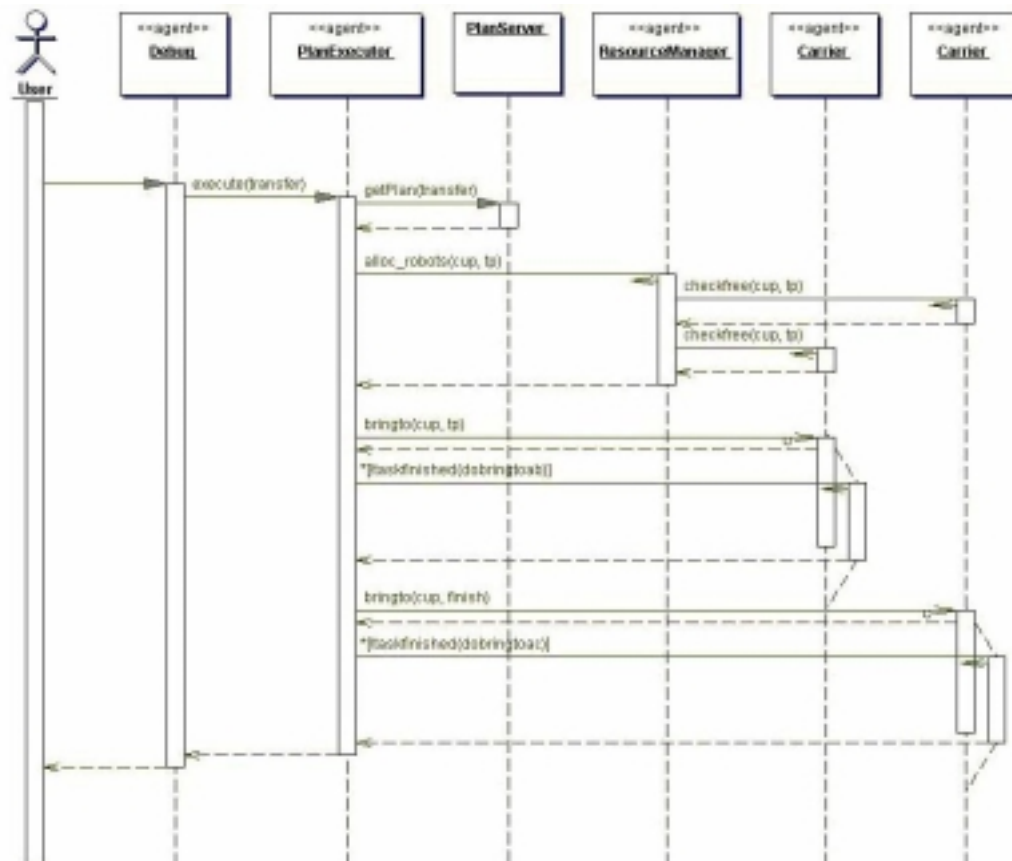 User
<<agent>>
Debug
<<agent>>
PlanExecutor
PlanServer
<<agent>>
ResourceManager
<<agent>>
Carrier
<<agent>>
Carrier
execute(transfer)
getPlan(transfer)
alloc_robots(cup, tp)
checkfree(cup, tp)
checkfree(cup, tp)
bringto(cup, tp)
*[!taskfinished(dobringtoab)]
bringto(cup, finish)
*[!taskfinished(dobringtoac)]